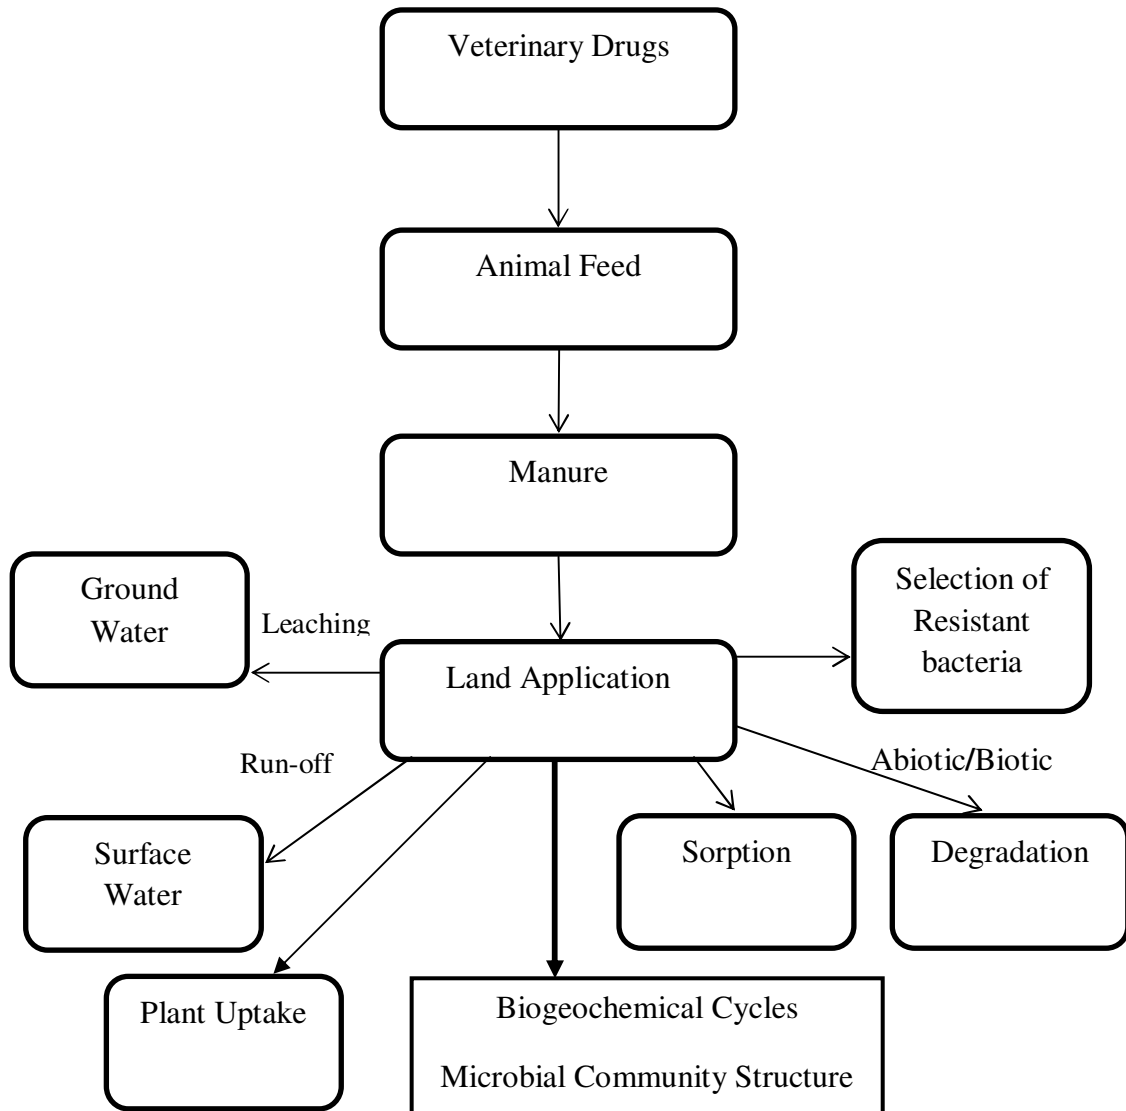 Veterinary Drugs
Animal Feed
Manure
Ground
Water
Leaching
Land Application
Selection of
Resistant
bacteria
Run-off
Abiotic/Biotic
Surface
Water
Sorption
Degradation
Plant Uptake
Biogeochemical Cycles
Microbial Community Structure